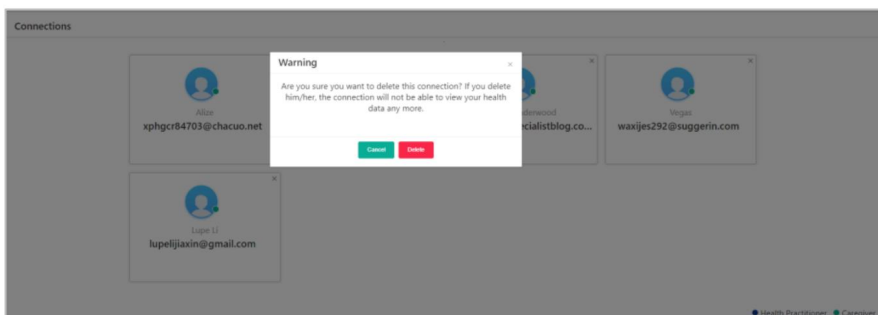 Connections
Warning
×
Are you sure you want to delete this connection? If you delete
him/her, the connection will not be able to view your health
data any more.
Cancel
Delete
Alice
xphgcr84703@chacuo.net
derwood
ecialistblog.co...
×
Vegas
waxijes292@suggerin.com
×
Lupe Li
lupelijiaxin@gmail.com
×
Health Practitioner
Caregiver